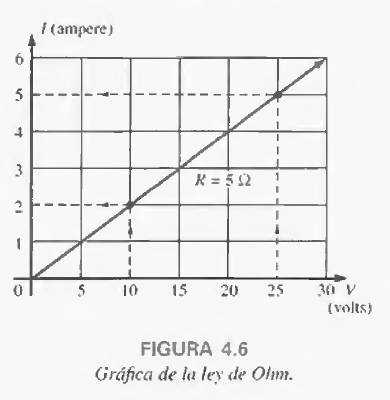 I (ampere)
6
5
4
3
R = 5 Ω
2
1
0 5 10 15 20 25 30 V
(volts)
FIGURA 4.6
Gráfica de la ley de Ohm.